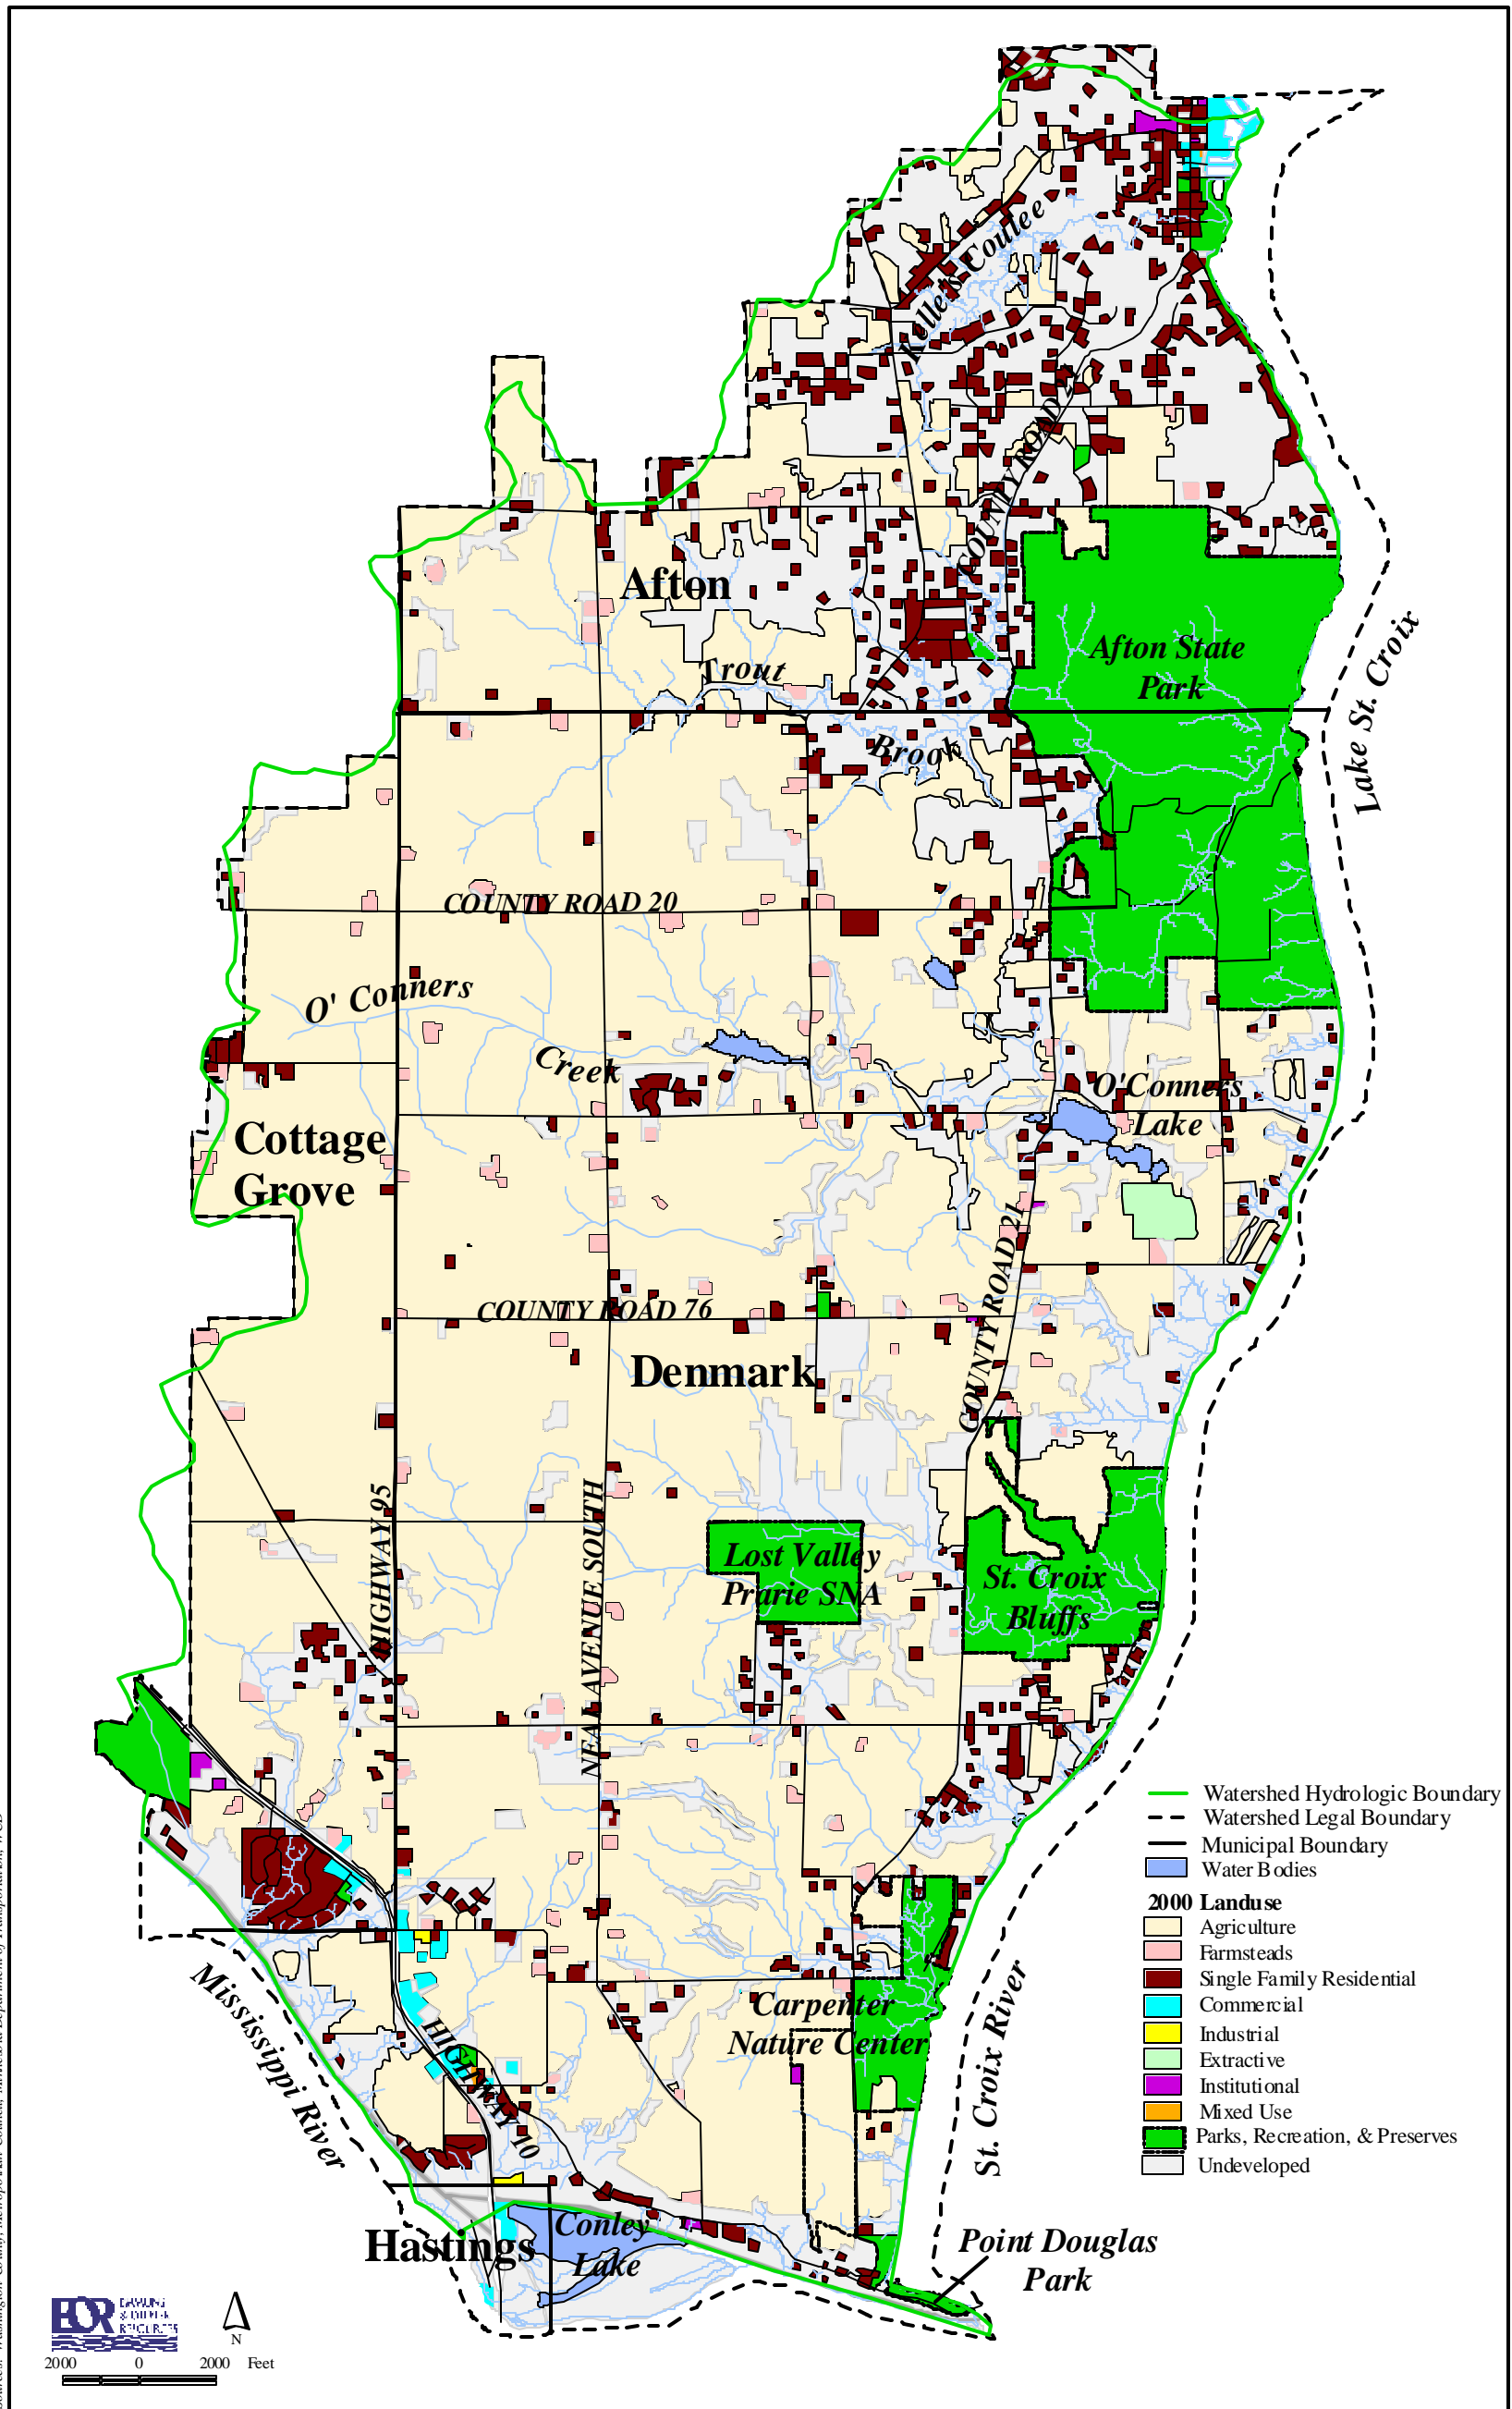 Kelle's Coulee
COUNTY ROAD 21
Afton
Afton State
Park
Trout
Brook
Lake St. Croix
COUNTY ROAD 20
O' Conners
Creek
O'Conners
Lake
Cottage
Grove
COUNTY ROAD 21
COUNTY ROAD 76
Denmark
HIGHWAY 95
NEAL AVENUE SOUTH
Lost Valley
Prarie SNA
St. Croix
Bluffs
Watershed Hydrologic Boundary
Watershed Legal Boundary
Municipal Boundary
Water Bodies
2000 Landuse
Agriculture
Farmsteads
Single Family Residential
Commercial
Industrial
Extractive
Institutional
Mixed Use
Parks, Recreation, & Preserves
Undeveloped
Mississippi River
HIGHWAY 10
Carpenter
Nature Center
St. Croix River
Hastings
Conley
Lake
Point Douglas
Park
EOR
N
2000 0 2000 Feet